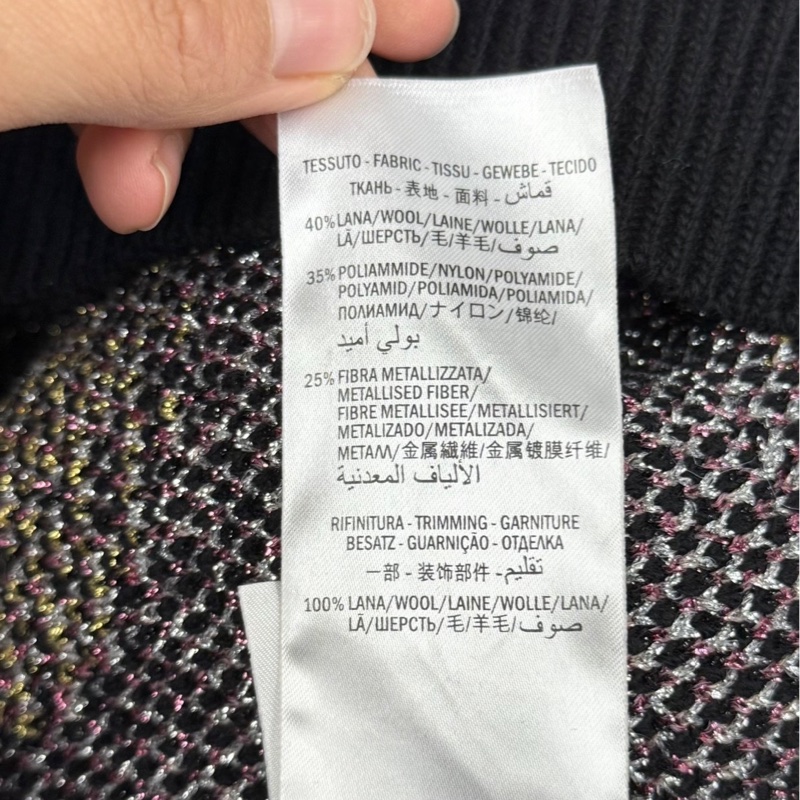 TESSUTO - FABRIC - TISSU - GEWEBE - TECIDO
ТКАНЬ - 表地 - 面料 - قماش
40% LANA/WOOL/LAINE/WOLLE/LANA/
LÃ/ШЕРСТЬ/毛/羊毛/صوف
35% POLIAMMIDE/NYLON/POLYAMIDE/
POLYAMID/POLIAMIDA/POLIAMIDA/
ПОЛИАМИД/ナイロン/锦纶/
بولي أميد
25% FIBRA METALLIZZATA/
METALLISED FIBER/
FIBRE METALLISEE/METALLISIERT/
METALIZADO/METALIZADA/
МЕТАЛЛ/金属繊維/金属镀膜纤维/
الألياف المعدنية
RIFINITURA - TRIMMING - GARNITURE
BESATZ - GUARNIÇÃO - ОТДЕЛКА
一部 - 装饰部件 - تقليم
100% LANA/WOOL/LAINE/WOLLE/LANA/
LÃ/ШЕРСТЬ/毛/羊毛/صوف